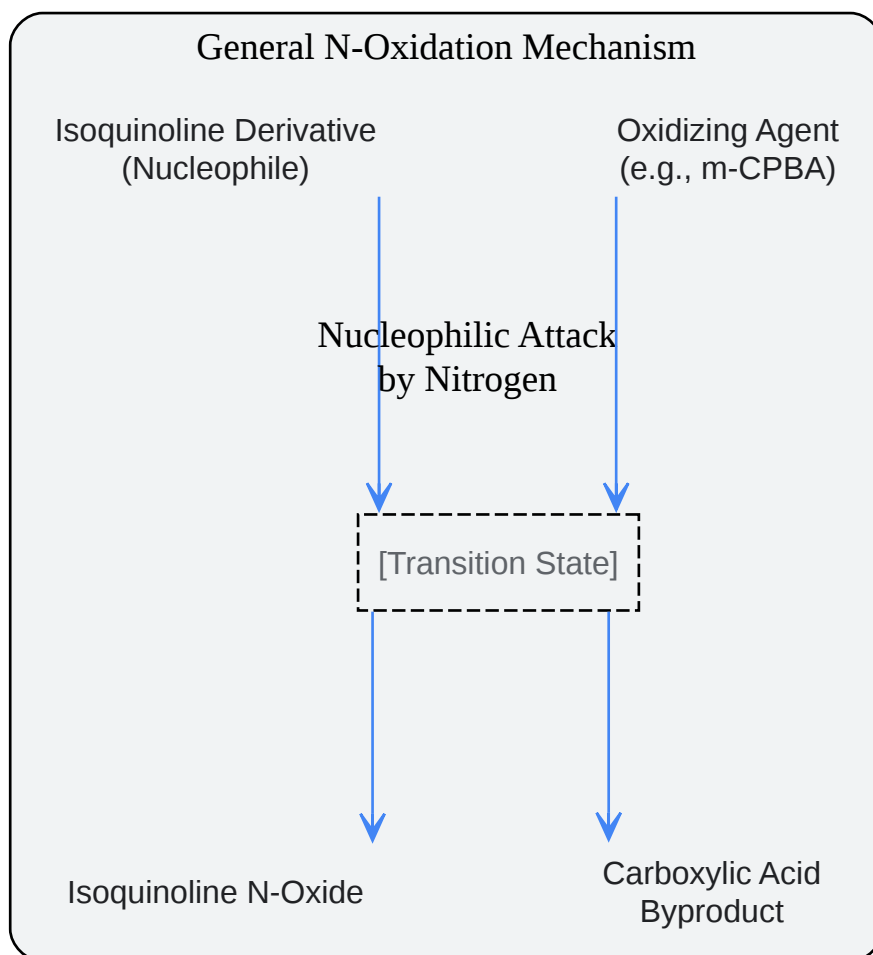 General N-Oxidation Mechanism
Isoquinoline Derivative
(Nucleophile)
Oxidizing Agent
(e.g., m-CPBA)
Nucleophilic Attack
by Nitrogen
[Transition State]
Isoquinoline N-Oxide
Carboxylic Acid
Byproduct